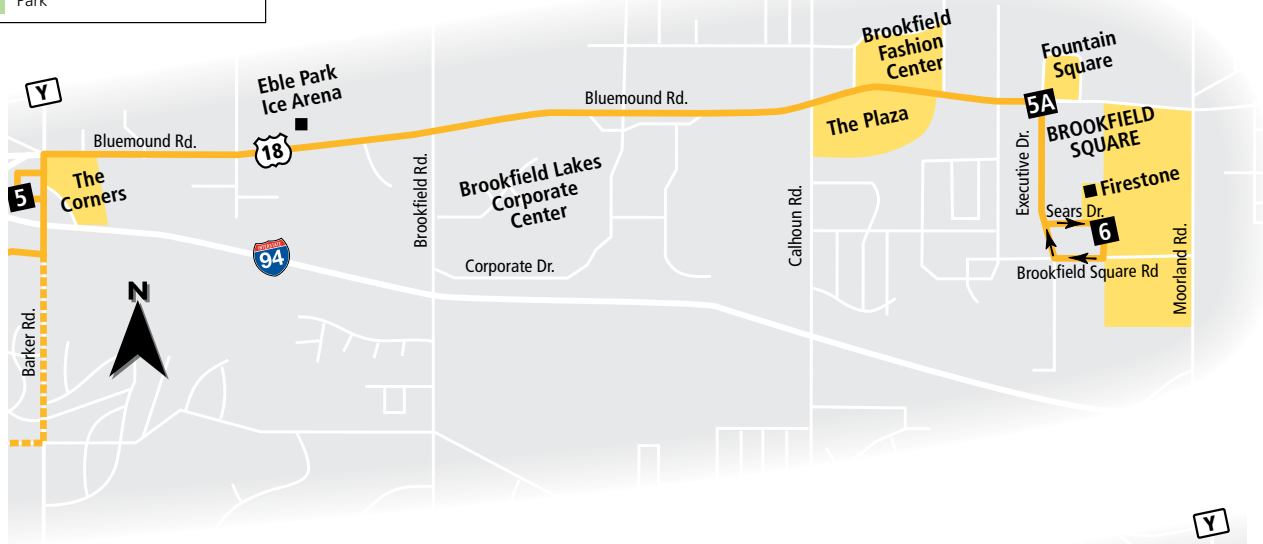 Park
Y
Eble Park
Ice Arena
Brookfield
Fashion
Center
Fountain
Square
Bluemound Rd.
5A
Bluemound Rd.
18
The Plaza
BROOKFIELD
SQUARE
The
Corners
5
Brookfield Rd.
Brookfield Lakes
Corporate
Center
Calhoun Rd.
Executive Dr.
Firestone
Sears Dr.
6
INTERSTATE
94
Corporate Dr.
Brookfield Square Rd
Moorland Rd.
N
Barker Rd.
Y